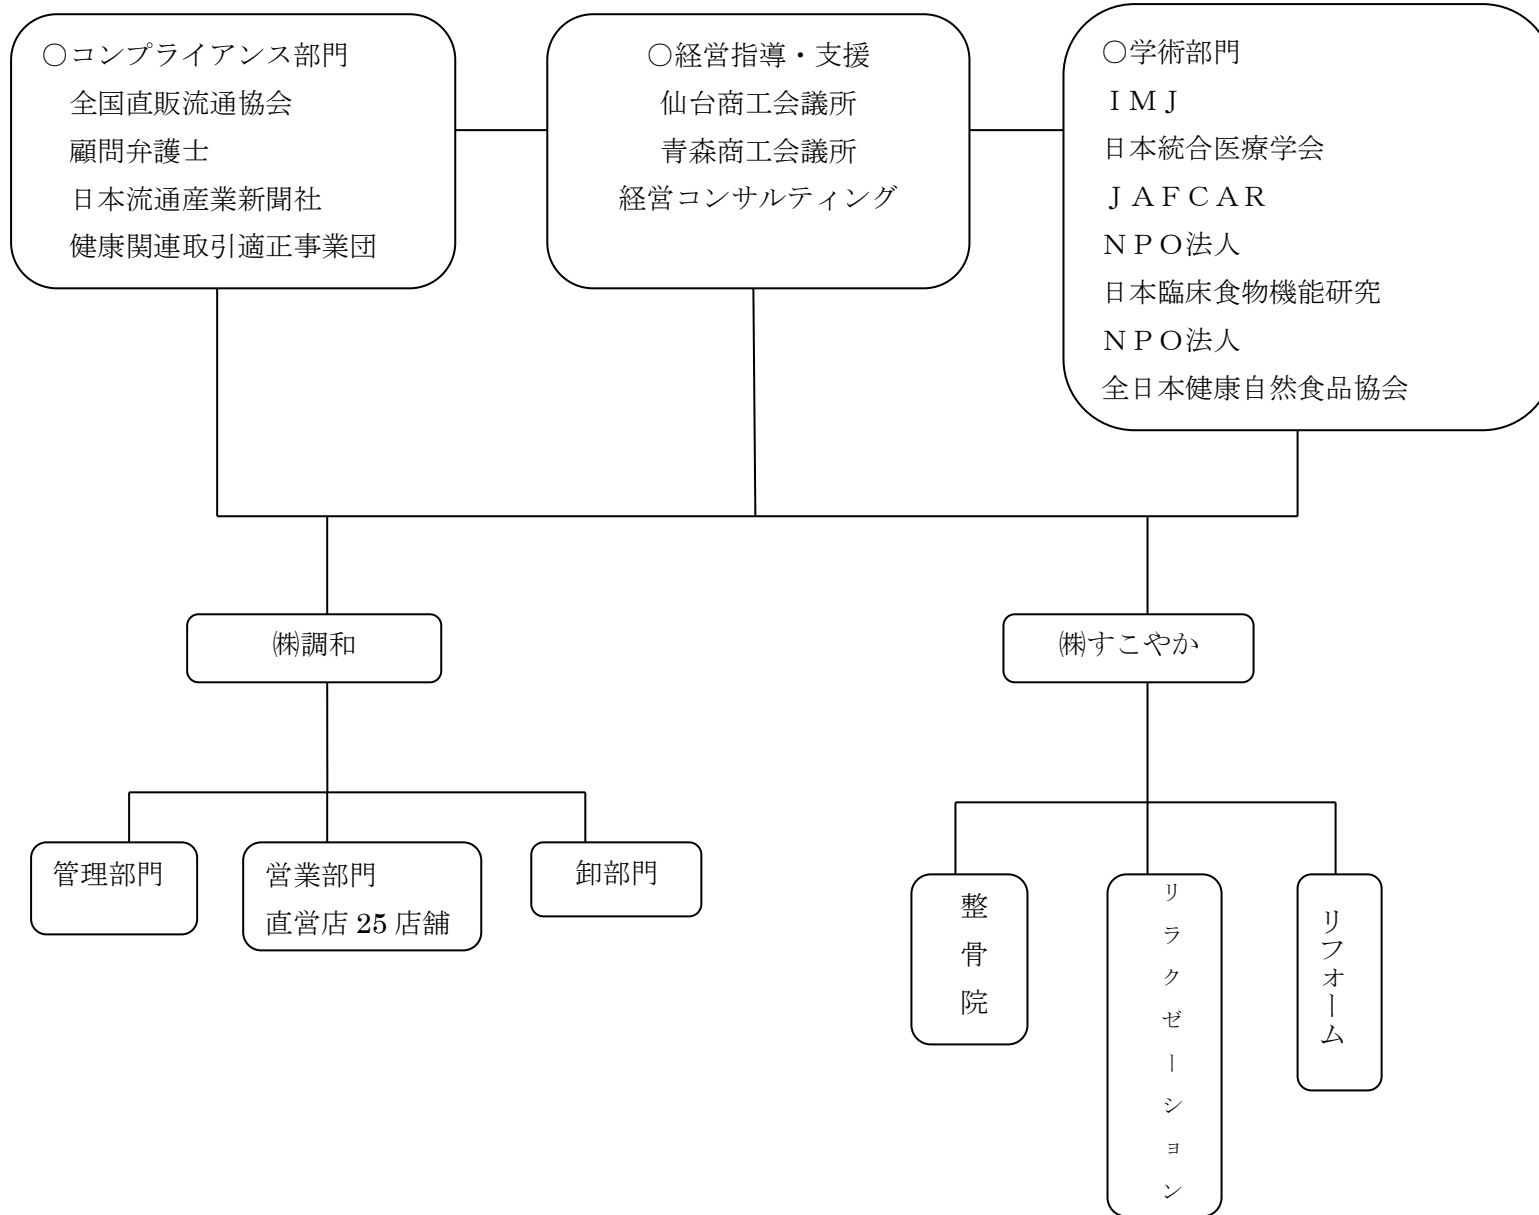 ○コンプライアンス部門
全国直販流通協会
顧問弁護士
日本流通産業新聞社
健康関連取引適正事業団
○経営指導・支援
仙台商工会議所
青森商工会議所
経営コンサルティング
○学術部門
ＩＭＪ
日本統合医療学会
ＪＡＦＣＡＲ
ＮＰＯ法人
日本臨床食物機能研究
ＮＰＯ法人
全日本健康自然食品協会
㈱調和
㈱すこやか
管理部門
営業部門
直営店 25 店舗
卸部門
整骨院
リラクゼーション
リフォーム